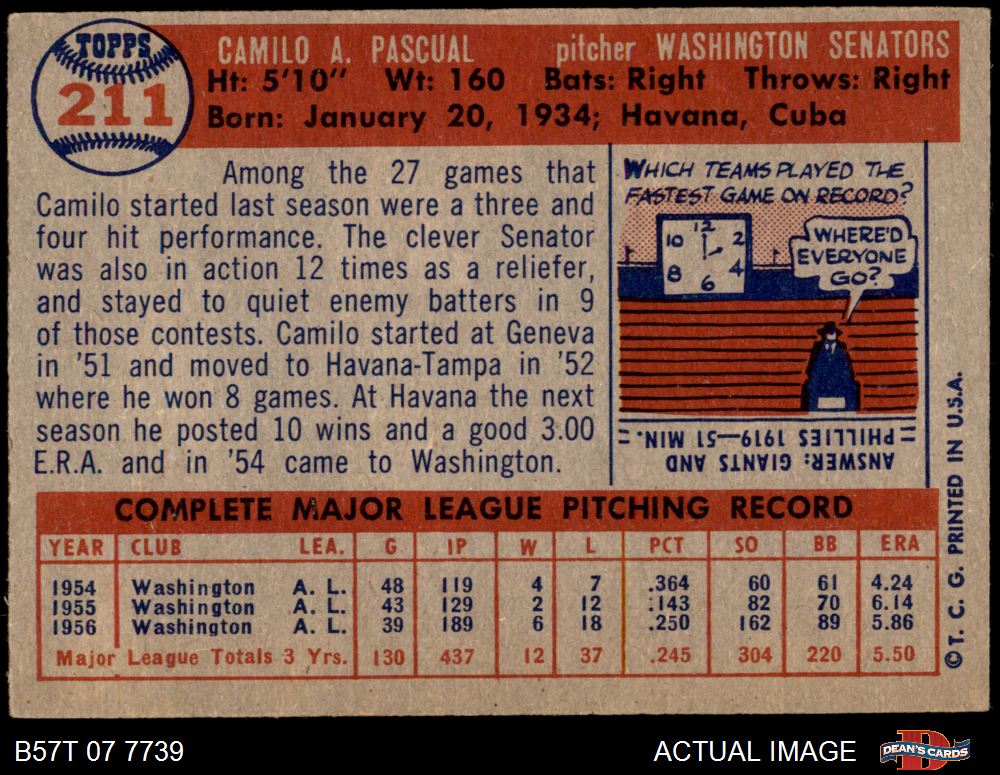 TOPPS
211
CAMILO A. PASCUAL pitcher WASHINGTON SENATORS
Ht: 5'10" Wt: 160 Bats: Right Throws: Right
Born: January 20, 1934; Havana, Cuba
Among the 27 games that
Camilo started last season were a three and
four hit performance. The clever Senator
was also in action 12 times as a reliefer,
and stayed to quiet enemy batters in 9
of those contests. Camilo started at Geneva
in '51 and moved to Havana-Tampa in '52
where he won 8 games. At Havana the next
season he posted 10 wins and a good 3.00
E.R.A. and in '54 came to Washington.
WHICH TEAMS PLAYED THE
FASTEST GAME ON RECORD?
12
10 2
8 4
6
WHERE'D
EVERYONE
GO?
ANSWER: GIANTS AND
PHILLIES 1919—51 MIN.
COMPLETE MAJOR LEAGUE PITCHING RECORD
YEAR CLUB LEA. G IP W L PCT SO BB ERA
1954 Washington A. L. 48 119 4 7 .364 60 61 4.24
1955 Washington A. L. 43 129 2 12 .143 82 70 6.14
1956 Washington A. L. 39 189 6 18 .250 162 89 5.86
Major League Totals 3 Yrs. 130 437 12 37 .245 304 220 5.50
© T. C. G. PRINTED IN U.S.A.
B57T 07 7739 ACTUAL IMAGE
D
DEAN'S CARDS